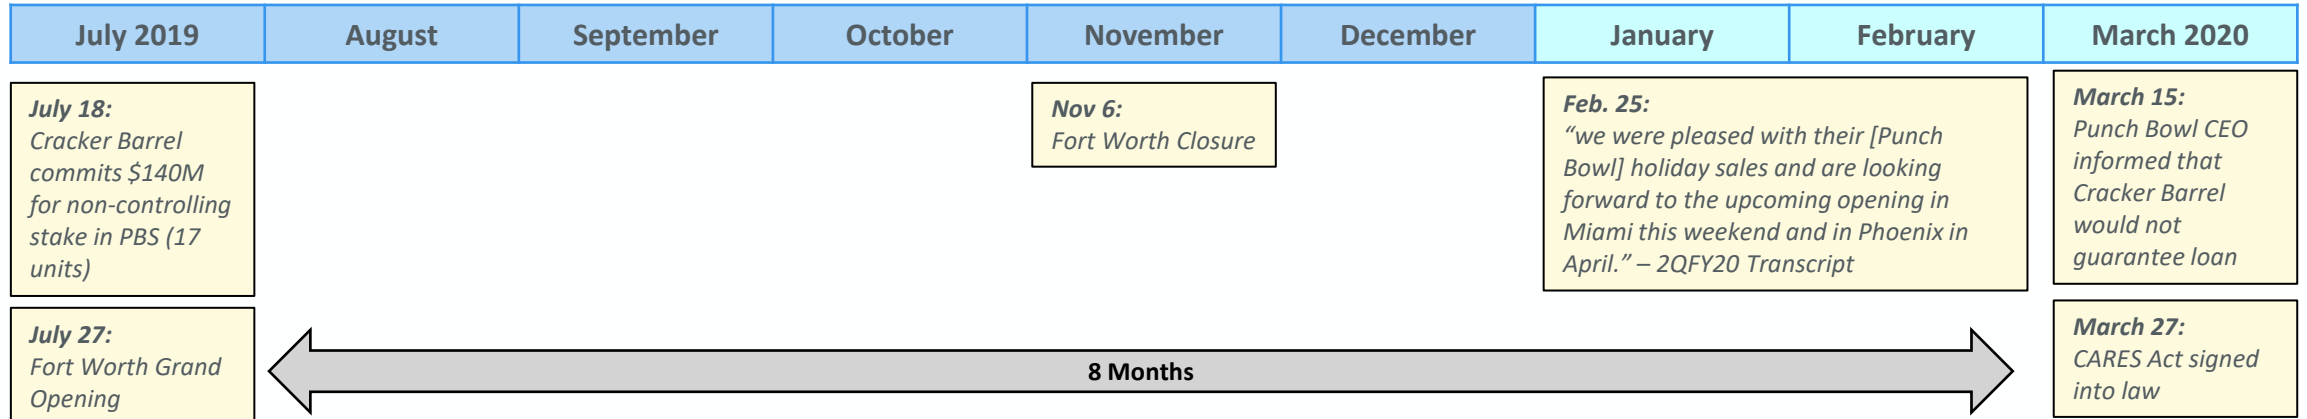 July 2019 August September October November December January February March 2020
July 18:
Cracker Barrel
commits $140M
for non-controlling
stake in PBS (17
units)
Nov 6:
Fort Worth Closure
Feb. 25:
“we were pleased with their [Punch
Bowl] holiday sales and are looking
forward to the upcoming opening in
Miami this weekend and in Phoenix in
April.” – 2QFY20 Transcript
March 15:
Punch Bowl CEO
informed that
Cracker Barrel
would not
guarantee loan
July 27:
Fort Worth Grand
Opening
8 Months
March 27:
CARES Act signed
into law